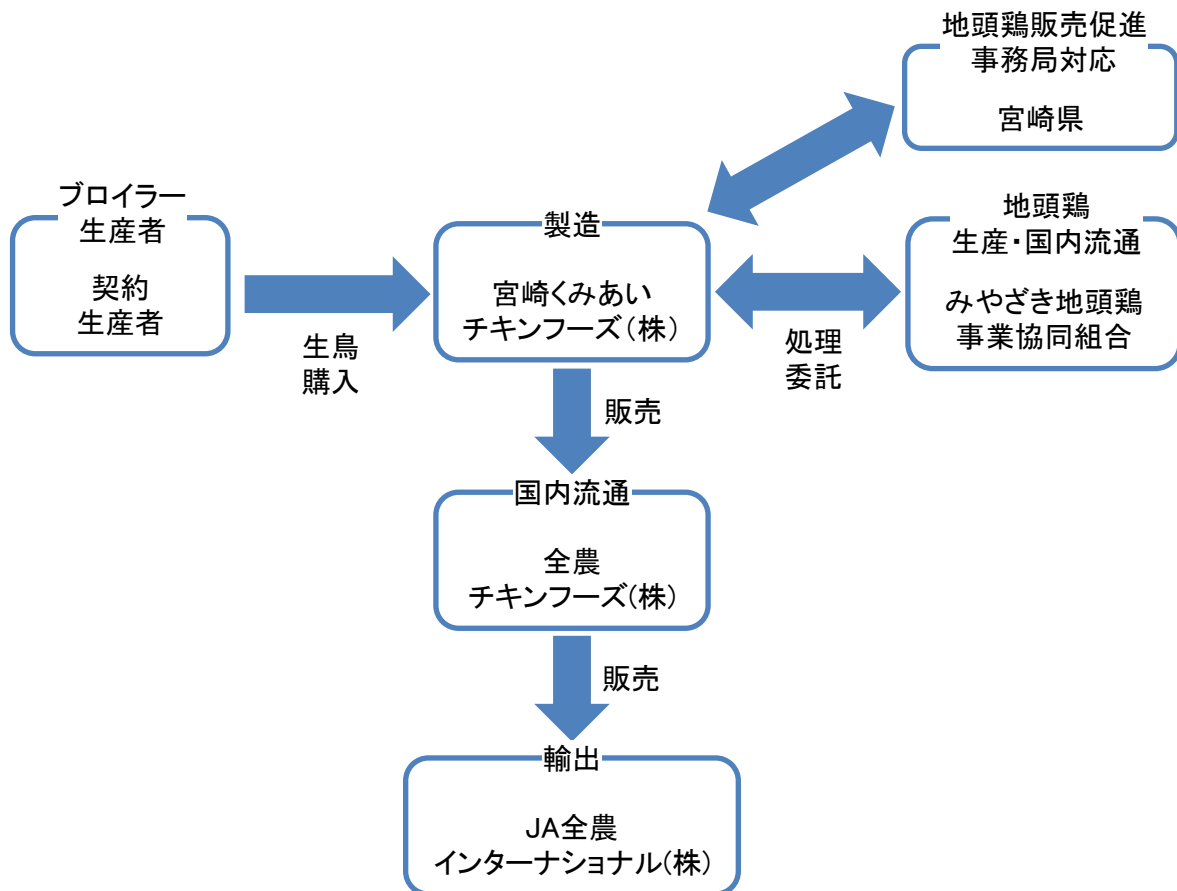 地頭鶏販売促進
事務局対応
宮崎県
ブロイラー
生産者
契約
生産者
生鳥
購入
製造
宮崎くみあい
チキンフーズ(株)
処理
委託
地頭鶏
生産・国内流通
みやざき地頭鶏
事業協同組合
販売
国内流通
全農
チキンフーズ(株)
販売
輸出
JA全農
インターナショナル(株)